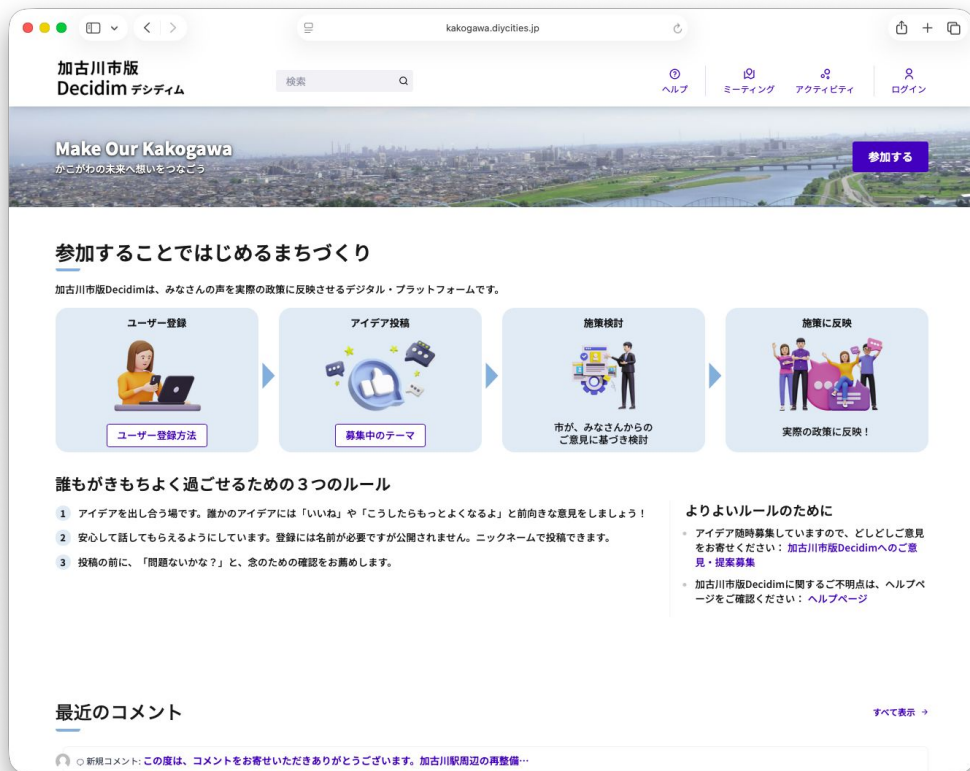 kakogawa.diycities.jp
加古川市版
Decidim デシディム
検索
ヘルプ
ミーティング
アクティビティ
ログイン
Make Our Kakogawa
かこがわの未来へ想いをつなごう
参加する
参加することではじめるまちづくり
加古川市版Decidimは、みなさんの声を実際の政策に反映させるデジタル・プラットフォームです。
ユーザー登録
ユーザー登録方法
アイデア投稿
募集中のテーマ
施策検討
市が、みなさんからの
ご意見に基づき検討
施策に反映
実際の政策に反映！
誰もがきもちよく過ごせるための３つのルール
1 アイデアを出し合う場です。誰かのアイデアには「いいね」や「こうしたらもっとよくなるよ」と前向きな意見をしましょう！
2 安心して話してもらえるようにしています。登録には名前が必要ですが公開されません。ニックネームで投稿できます。
3 投稿の前に、「問題ないかな？」と、念のための確認をお薦めします。
よりよいルールのために
アイデア随時募集していますので、どしどしご意見
をお寄せください： 加古川市版Decidimへのご意
見・提案募集
加古川市版Decidimに関するご不明点は、ヘルプペ
ージをご確認ください： ヘルプページ
最近のコメント
すべて表示 →
新規コメント: この度は、コメントをお寄せいただきありがとうございます。加古川駅周辺の再整備…